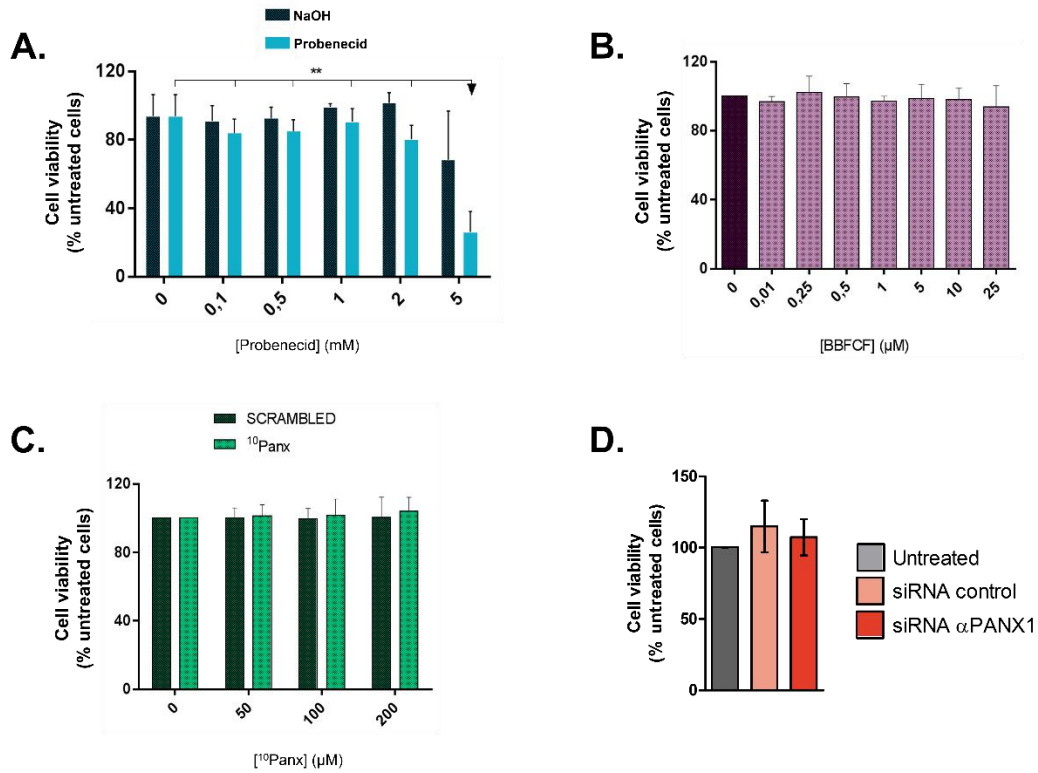 A.
NaOH
Probenecid
**
120
80
40
0
Cell viability
(% untreated cells)
0 0,1 0,5 1 2 5
[Probenecid] (mM)
B.
120
80
40
0
Cell viability
(% untreated cells)
0 0,01 0,25 0,5 1 5 10 25
[BBFCF] (µM)
C.
SCRAMBLED
¹⁰Panx
120
80
40
0
Cell viability
(% untreated cells)
0 50 100 200
[¹⁰Panx] (µM)
D.
150
100
50
0
Cell viability
(% untreated cells)
Untreated
siRNA control
siRNA αPANX1